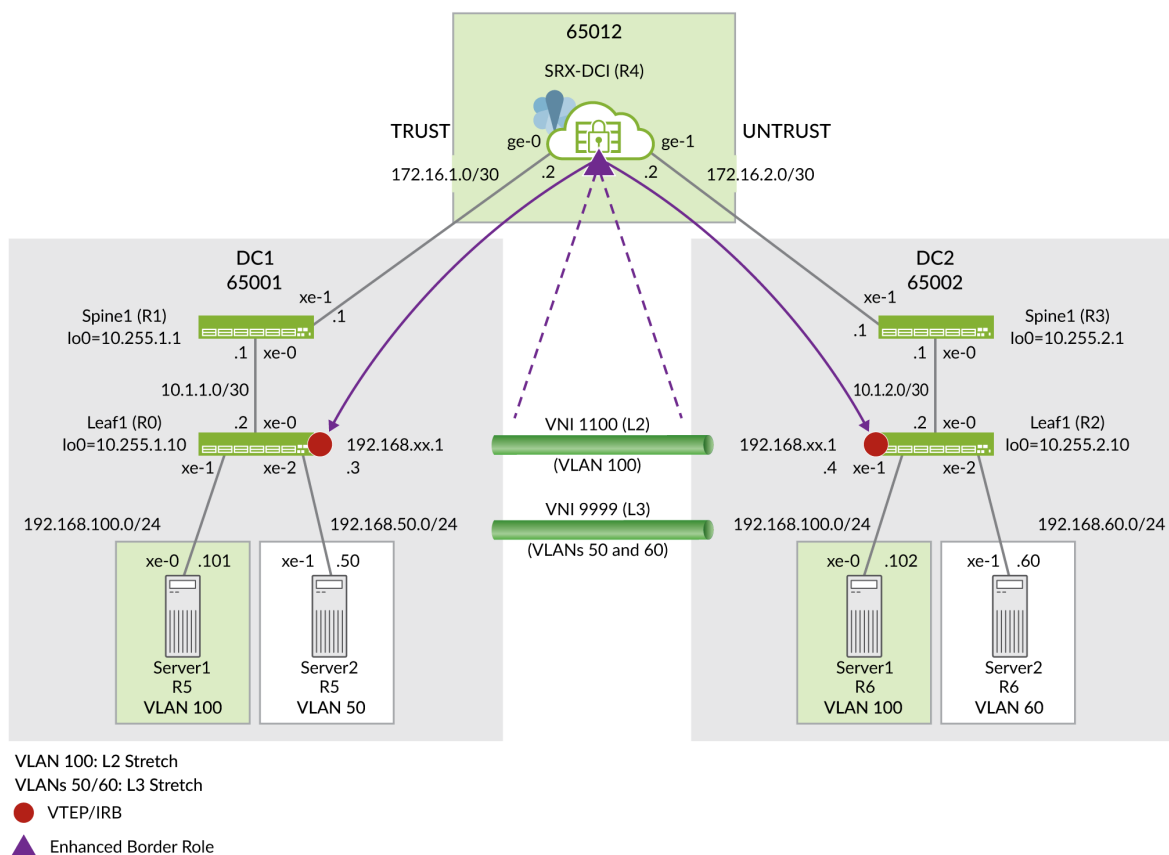 65012
SRX-DCI (R4)
TRUST
UNTRUST
ge-0
ge-1
172.16.1.0/30
.2
.2
172.16.2.0/30
DC1
65001
DC2
65002
xe-1
.1
xe-1
.1
Spine1 (R1)
lo0=10.255.1.1
Spine1 (R3)
lo0=10.255.2.1
.1
xe-0
.1
xe-0
10.1.1.0/30
10.1.2.0/30
.2
xe-0
.2
xe-0
Leaf1 (R0)
lo0=10.255.1.10
Leaf1 (R2)
lo0=10.255.2.10
192.168.xx.1
.3
VNI 1100 (L2)
(VLAN 100)
192.168.xx.1
.4
xe-1
xe-2
xe-1
xe-2
VNI 9999 (L3)
(VLANs 50 and 60)
192.168.100.0/24
192.168.50.0/24
192.168.100.0/24
192.168.60.0/24
xe-0
.101
xe-1
.50
xe-0
.102
xe-1
.60
Server1
R5
VLAN 100
Server2
R5
VLAN 50
Server1
R6
VLAN 100
Server2
R6
VLAN 60
VLAN 100: L2 Stretch
VLANs 50/60: L3 Stretch
VTEP/IRB
Enhanced Border Role